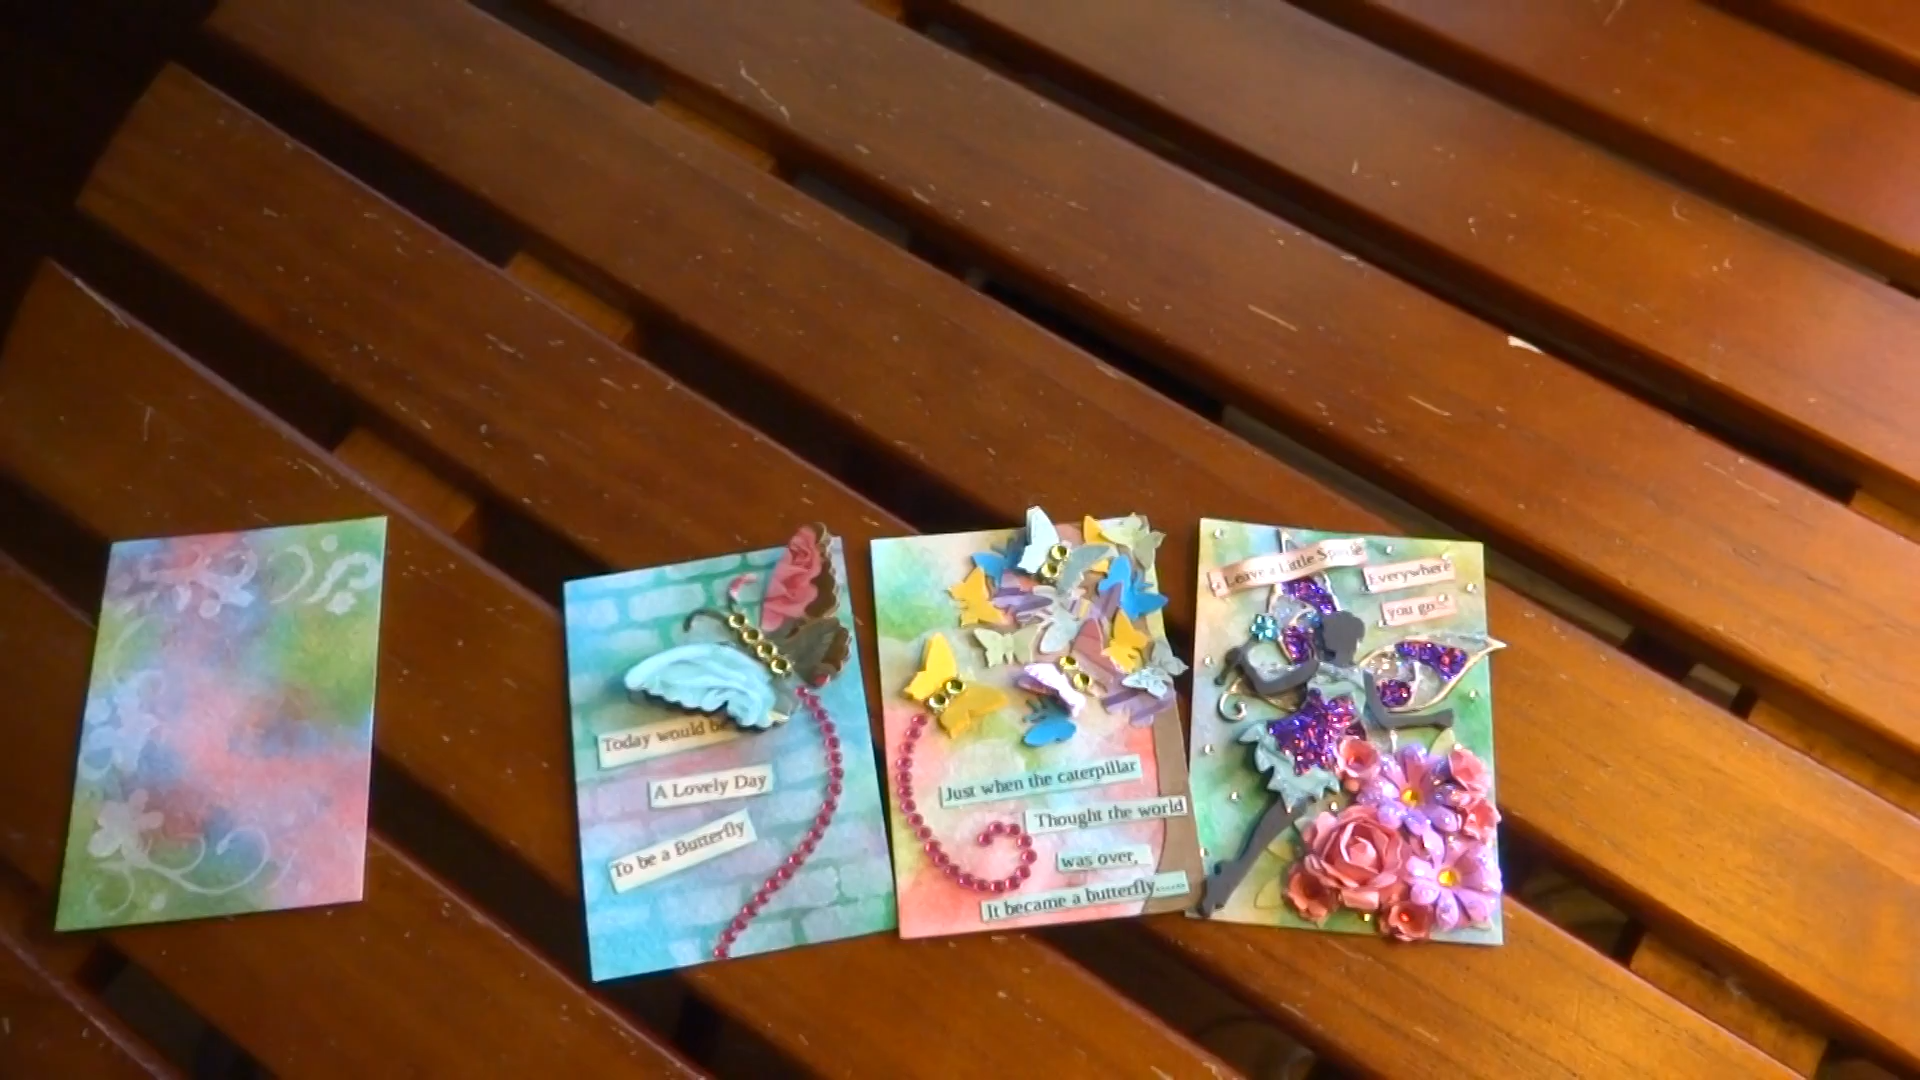 Today would be
A Lovely Day
To be a Butterfly
Just when the caterpillar
Thought the world
was over,
It became a butterfly......
Leave a Little Sparkle
Everywhere
you go